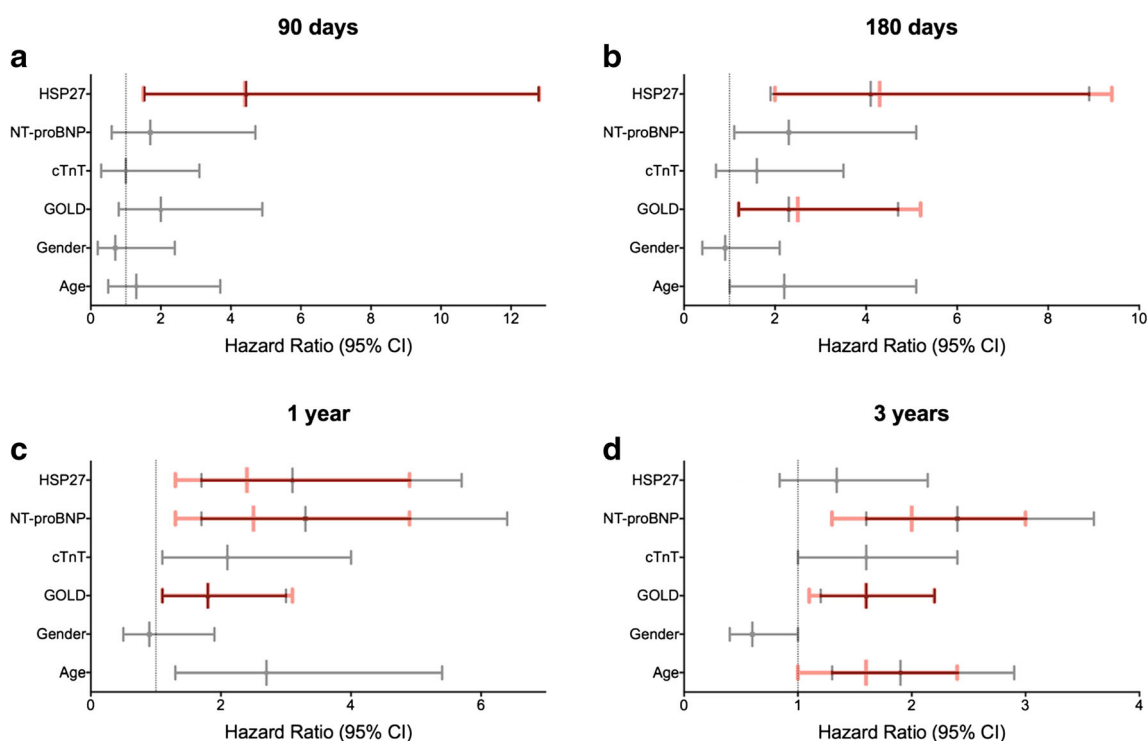 90 days
a
HSP27
NT-proBNP
cTnT
GOLD
Gender
Age
0 2 4 6 8 10 12
Hazard Ratio (95% CI)
180 days
b
HSP27
NT-proBNP
cTnT
GOLD
Gender
Age
0 2 4 6 8 10
Hazard Ratio (95% CI)
1 year
c
HSP27
NT-proBNP
cTnT
GOLD
Gender
Age
0 2 4 6
Hazard Ratio (95% CI)
3 years
d
HSP27
NT-proBNP
cTnT
GOLD
Gender
Age
0 1 2 3 4
Hazard Ratio (95% CI)